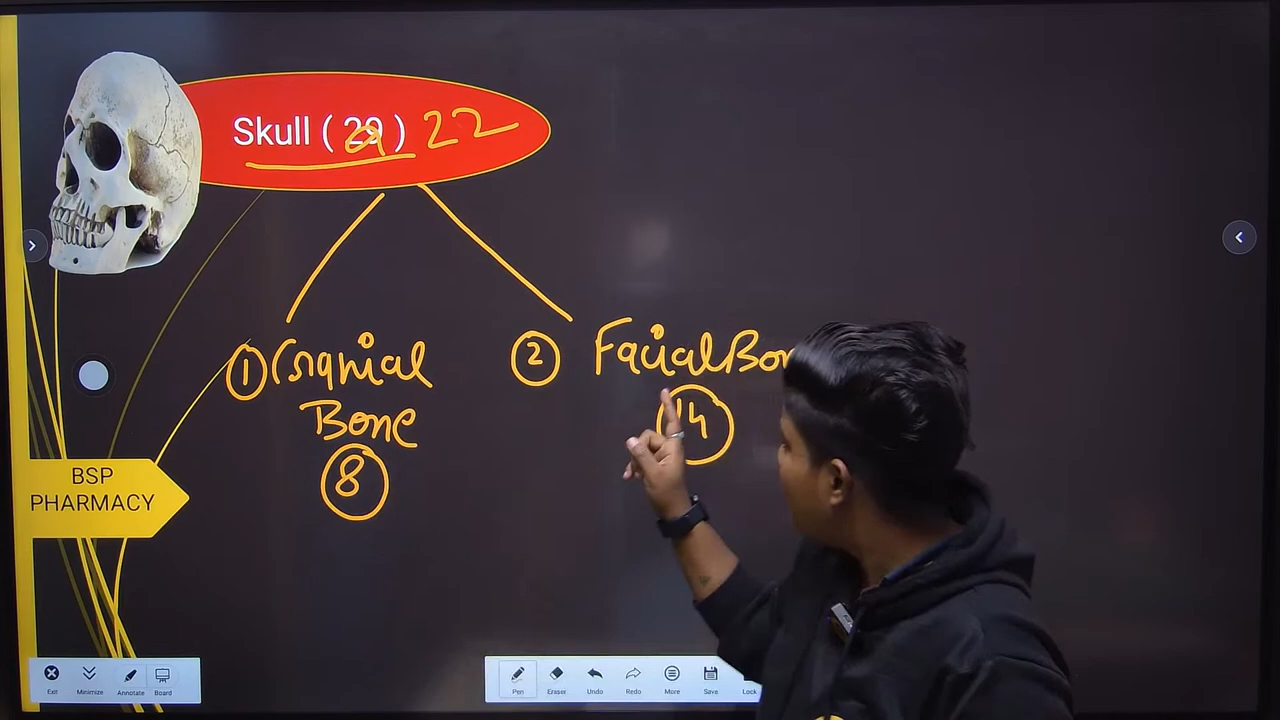 Skull ( 29 ) 22
① Cranial
Bone
8
② Facial Bon
14
BSP
PHARMACY
Exit
Minimize
Annotate
Board
Pen
Eraser
Undo
Redo
More
Save
Lock